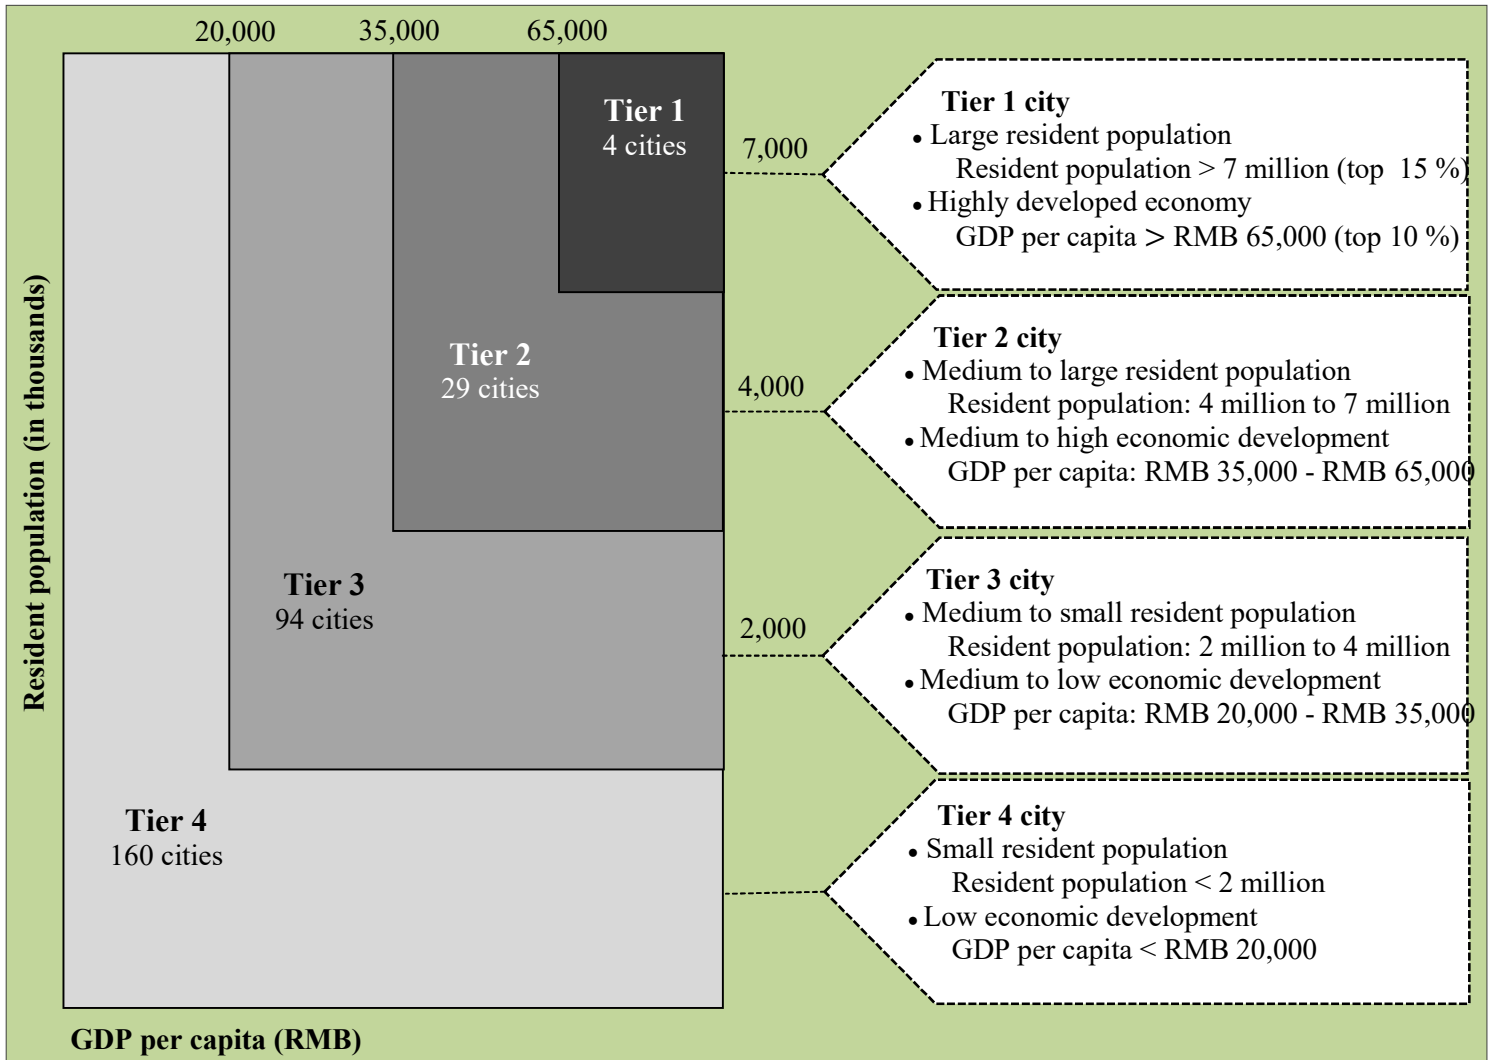 20,000 35,000 65,000
Resident population (in thousands)
Tier 1
4 cities
Tier 2
29 cities
Tier 3
94 cities
Tier 4
160 cities
GDP per capita (RMB)
7,000
4,000
2,000
Tier 1 city
• Large resident population
Resident population > 7 million (top 15 %)
• Highly developed economy
GDP per capita > RMB 65,000 (top 10 %)
Tier 2 city
• Medium to large resident population
Resident population: 4 million to 7 million
• Medium to high economic development
GDP per capita: RMB 35,000 - RMB 65,000
Tier 3 city
• Medium to small resident population
Resident population: 2 million to 4 million
• Medium to low economic development
GDP per capita: RMB 20,000 - RMB 35,000
Tier 4 city
• Small resident population
Resident population < 2 million
• Low economic development
GDP per capita < RMB 20,000